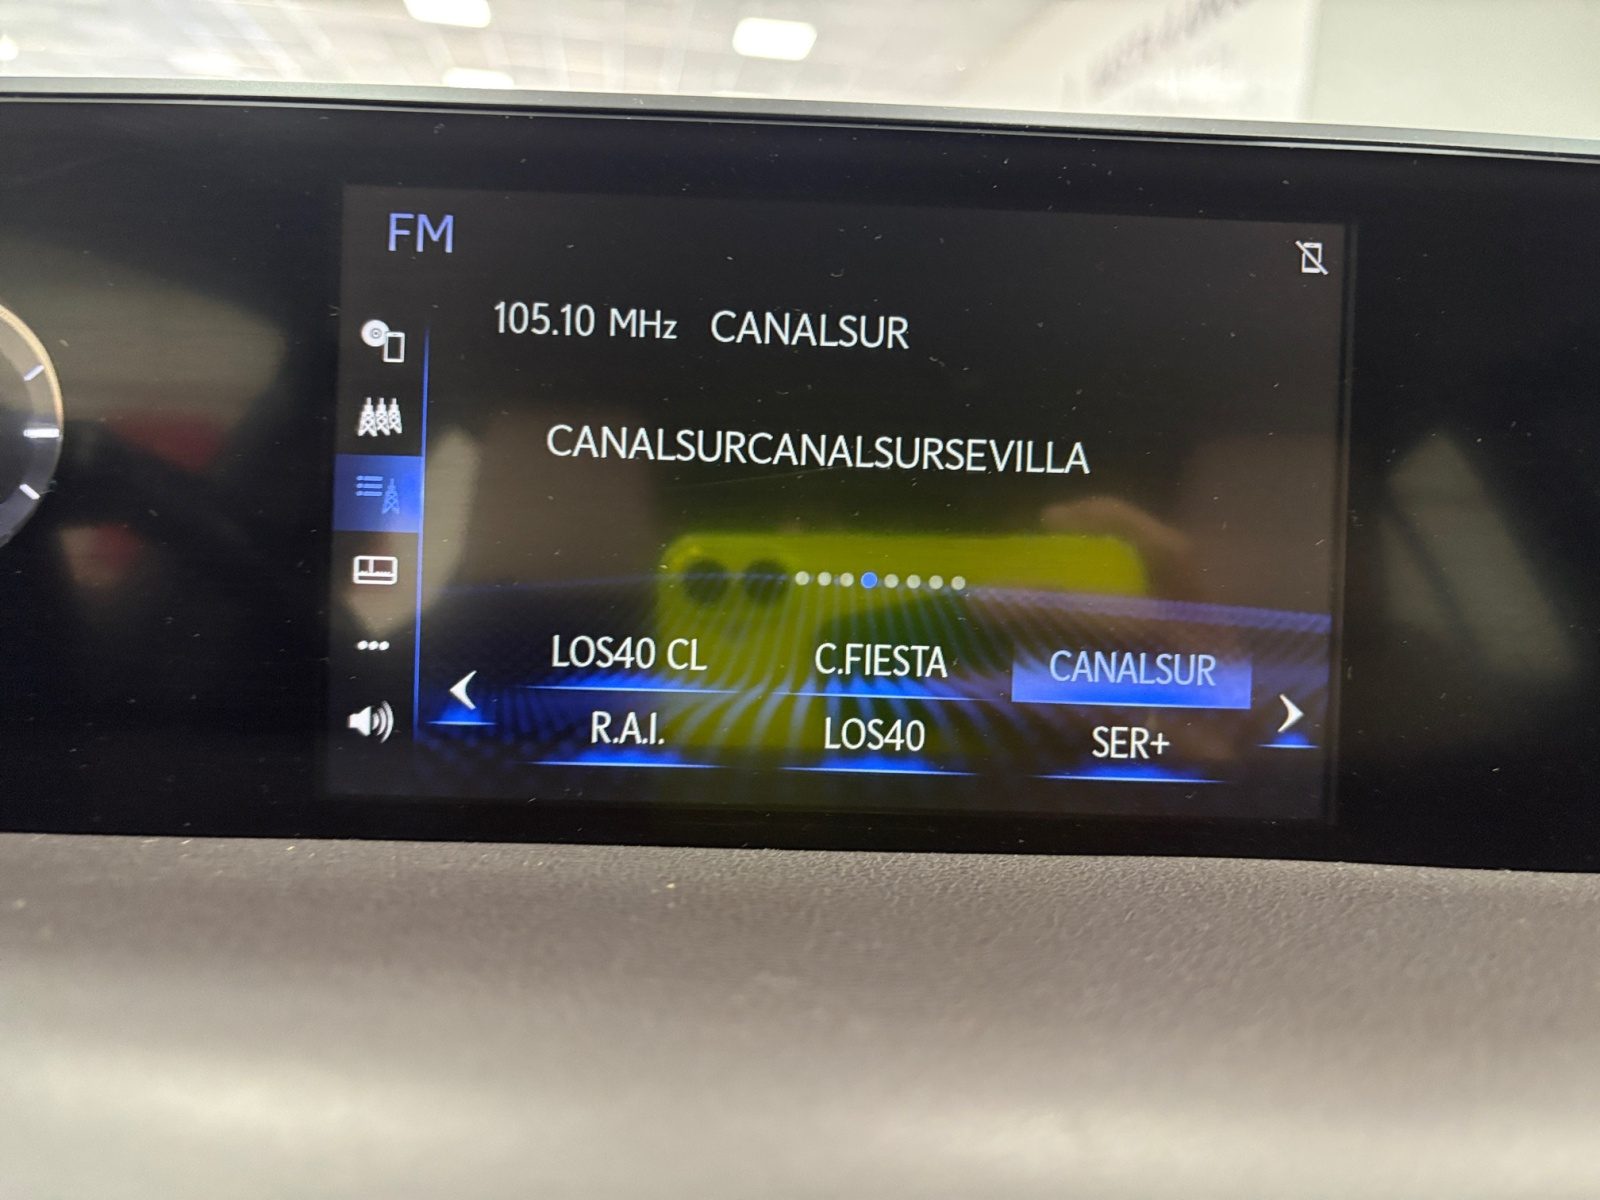 FM
105.10 MHz CANALSUR
CANALSURCANALSURSEVILLA
LOS40 CL C.FIESTA CANALSUR
R.A.I. LOS40 SER+